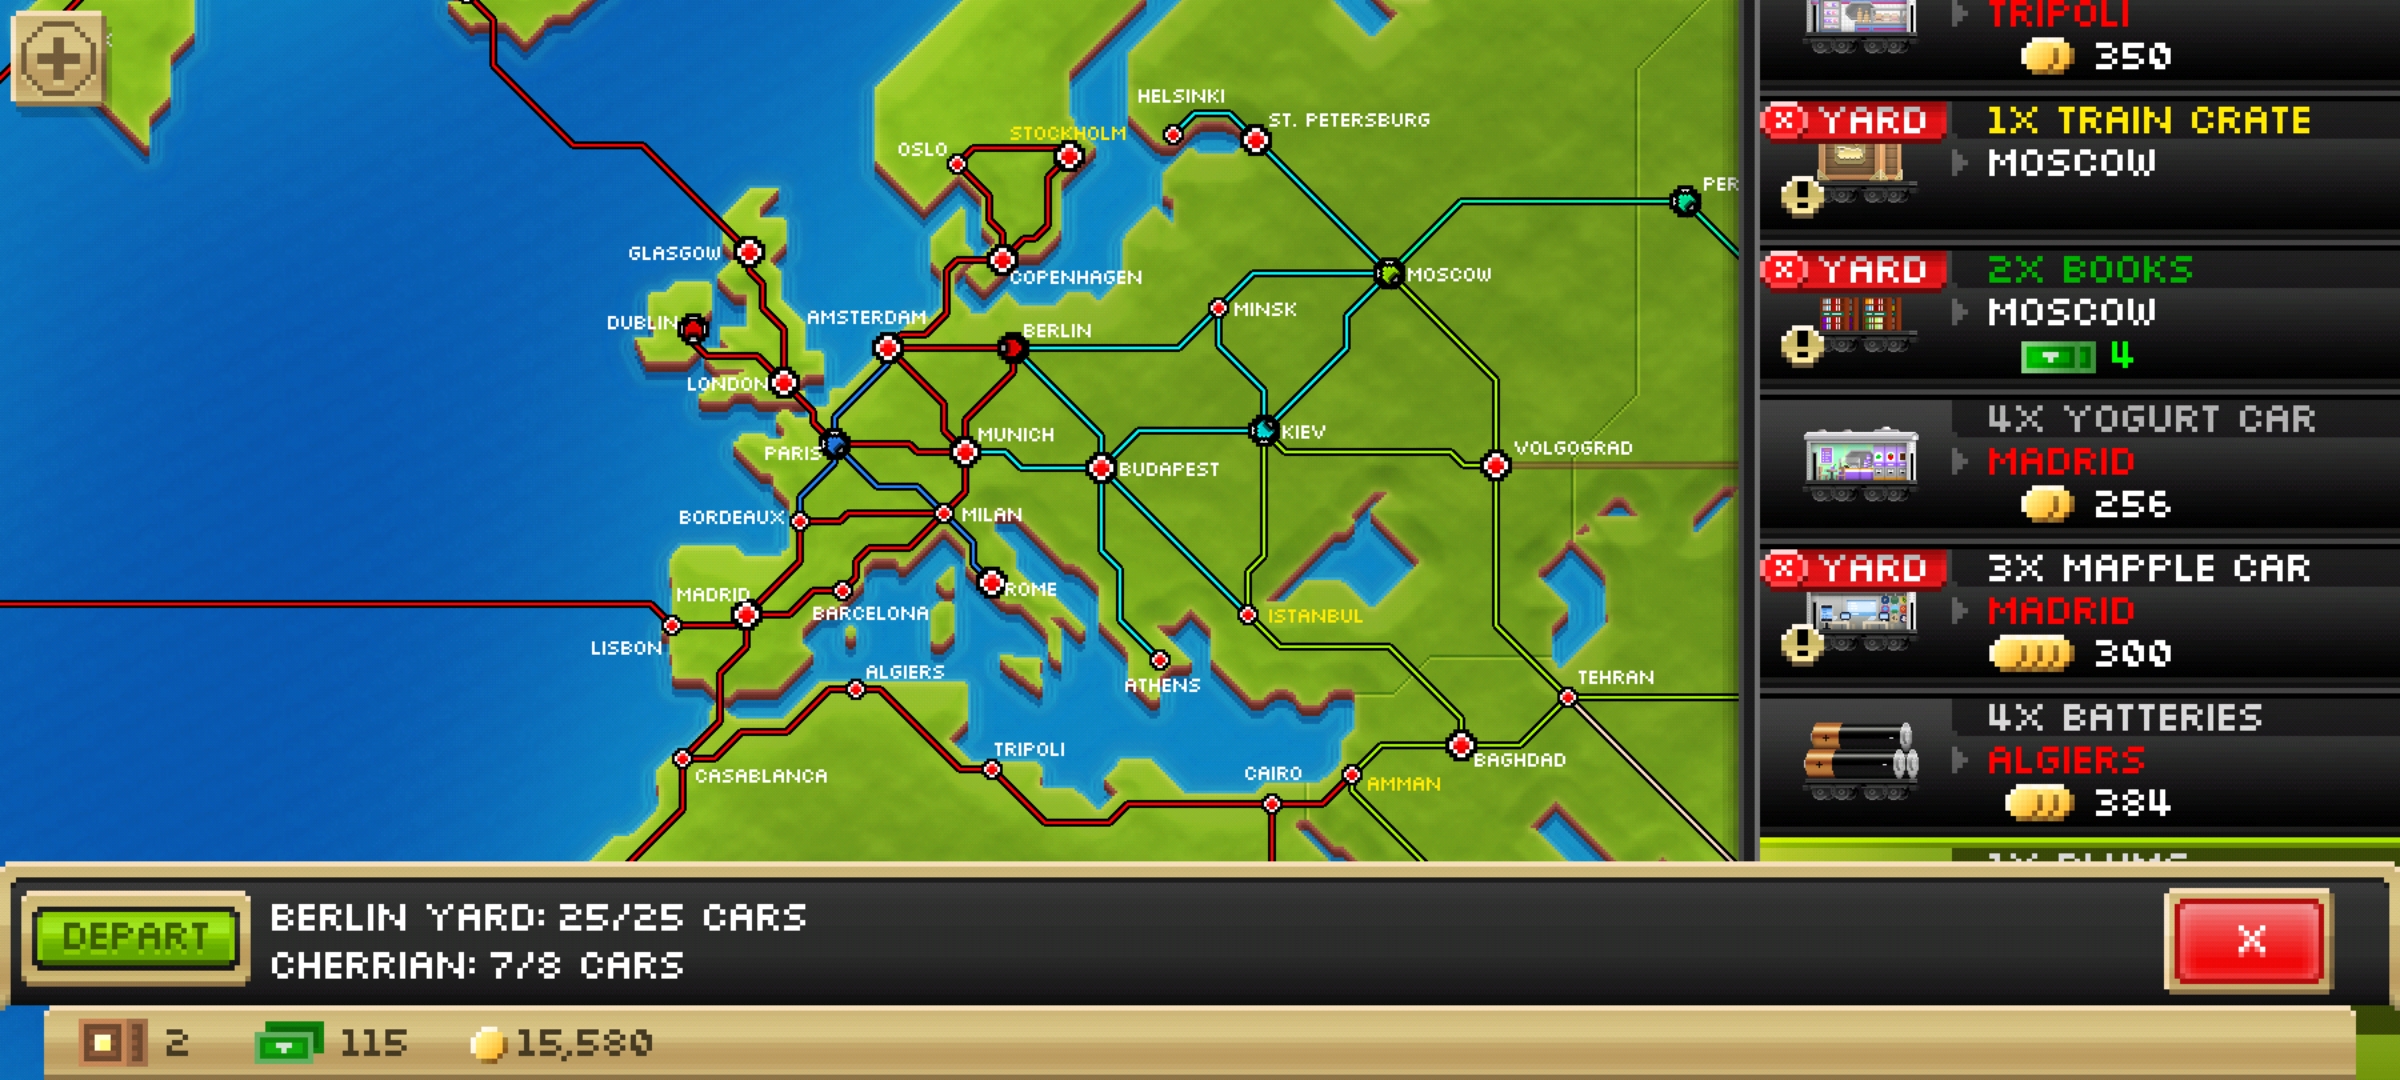 HELSINKI
ST. PETERSBURG
STOCKHOLM
OSLO
GLASGOW
COPENHAGEN
MOSCOW
DUBLIN
AMSTERDAM
BERLIN
MINSK
LONDON
PARIS
MUNICH
KIEV
BUDAPEST
VOLGOGRAD
BORDEAUX
MILAN
MADRID
BARCELONA
ROME
ISTANBUL
LISBON
ALGIERS
ATHENS
TEHRAN
CASABLANCA
TRIPOLI
CAIRO
BAGHDAD
AMMAN
TRIPOLI
350
YARD
1X TRAIN CRATE
MOSCOW
YARD
2X BOOKS
MOSCOW
4
4X YOGURT CAR
MADRID
256
YARD
3X MAPPLE CAR
MADRID
300
4X BATTERIES
ALGIERS
384
DEPART
BERLIN YARD: 25/25 CARS
CHERRIAN: 7/8 CARS
X
2
115
15,580